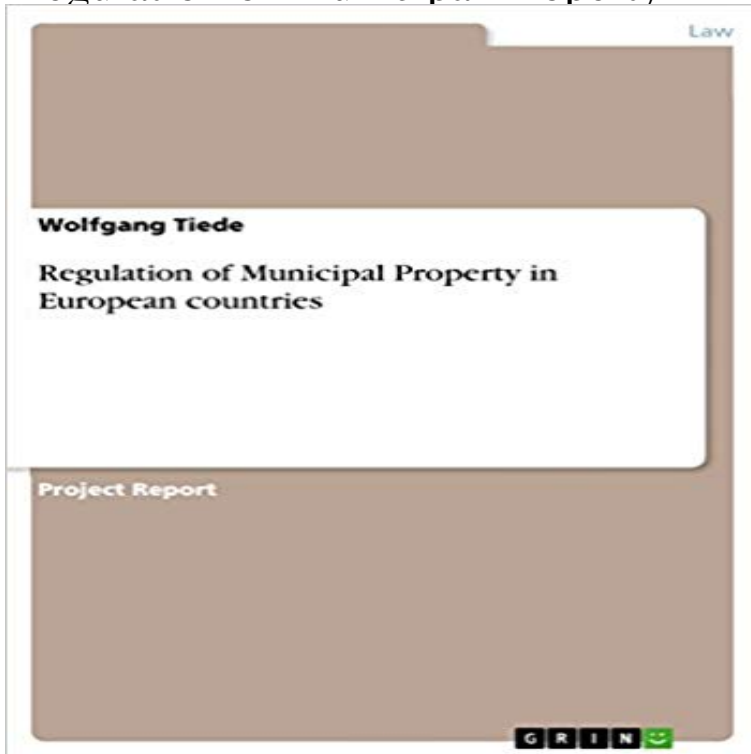 Law
Wolfgang Tiede
Regulation of Municipal Property in
European countries
Project Report
GRIN